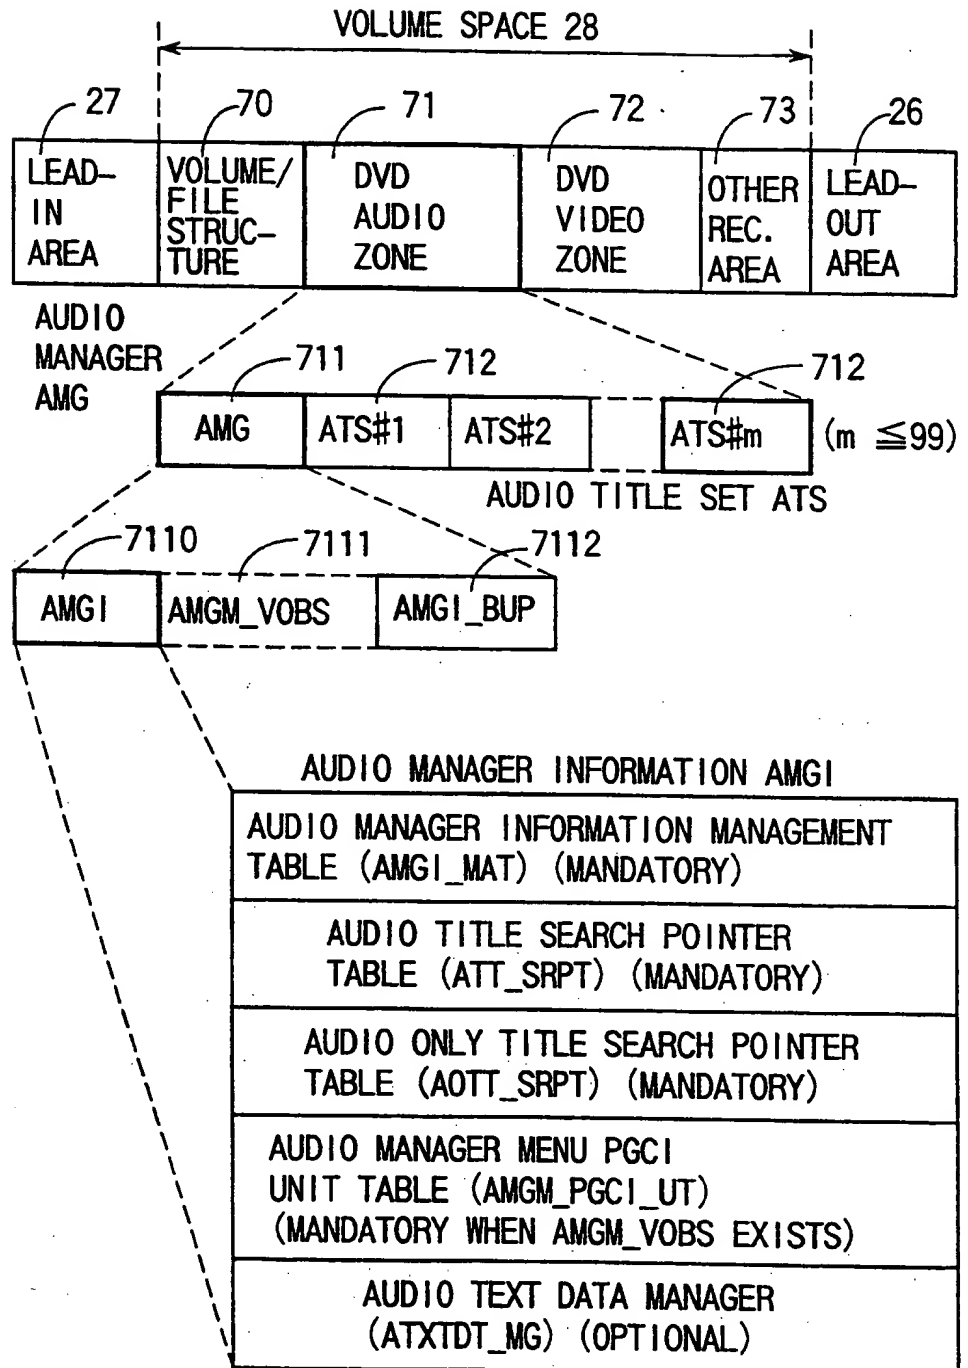 VOLUME SPACE 28
27
70
71
72
73
26
LEAD-
IN
AREA
VOLUME/
FILE
STRUC-
TURE
DVD
AUDIO
ZONE
DVD
VIDEO
ZONE
OTHER
REC.
AREA
LEAD-
OUT
AREA
AUDIO
MANAGER
AMG
711
712
712
AMG
ATS#1
ATS#2
ATS#m
(m ≦99)
AUDIO TITLE SET ATS
7110
7111
7112
AMGI
AMGM_VOBS
AMGI_BUP
AUDIO MANAGER INFORMATION AMGI
AUDIO MANAGER INFORMATION MANAGEMENT
TABLE (AMGI_MAT) (MANDATORY)
AUDIO TITLE SEARCH POINTER
TABLE (ATT_SRPT) (MANDATORY)
AUDIO ONLY TITLE SEARCH POINTER
TABLE (AOTT_SRPT) (MANDATORY)
AUDIO MANAGER MENU PGCI
UNIT TABLE (AMGM_PGCI_UT)
(MANDATORY WHEN AMGM_VOBS EXISTS)
AUDIO TEXT DATA MANAGER
(ATXTDT_MG) (OPTIONAL)